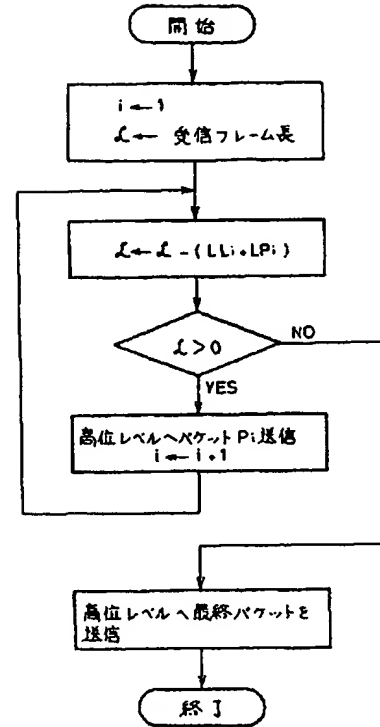 開始
i ← 1
ℒ ← 受信フレーム長
ℒ ← ℒ - (LLi + LPi)
ℒ > 0
NO
YES
高位レベルへパケット Pi 送信
i ← i + 1
高位レベルへ最終パケットを
送信
終了